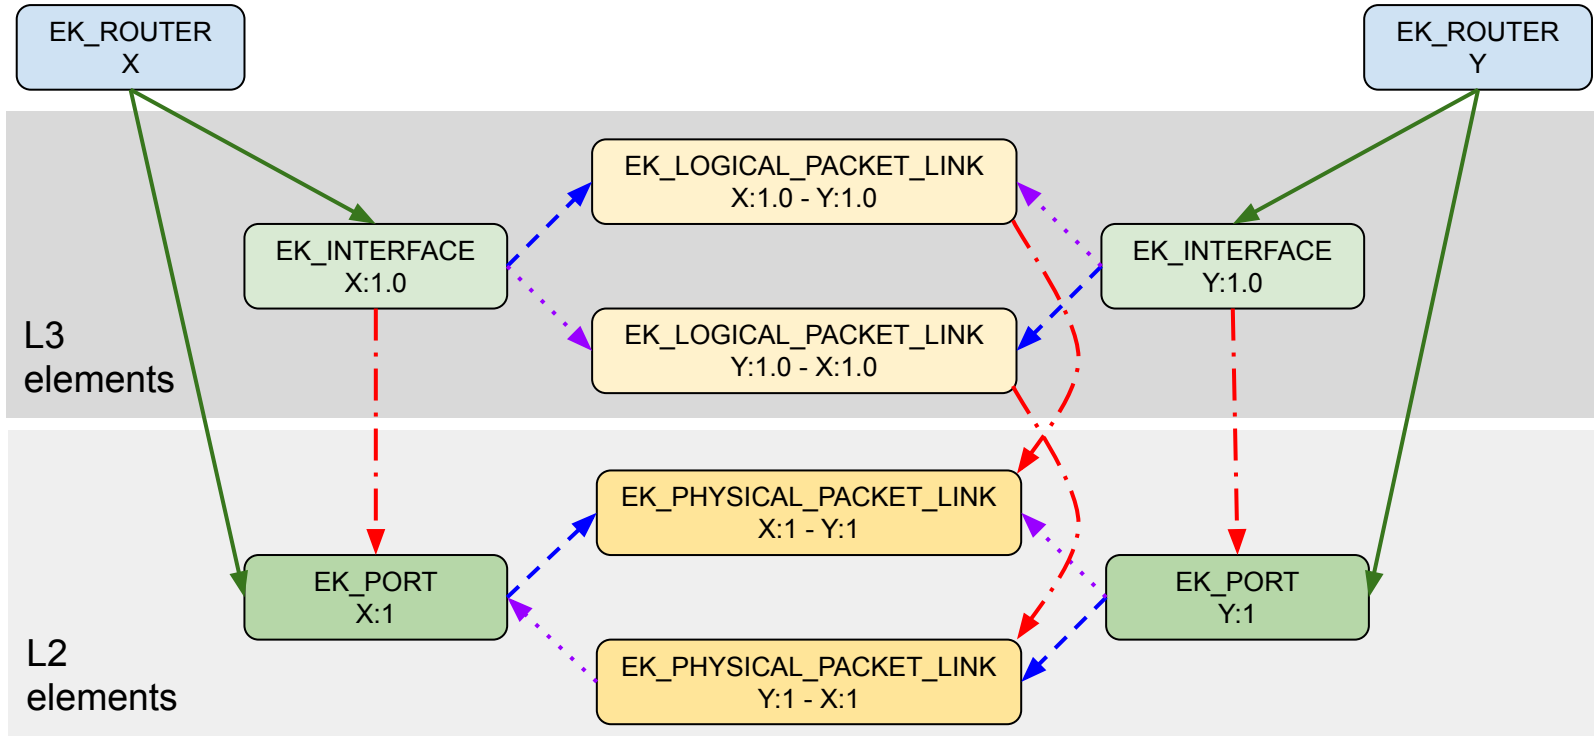 EK_ROUTER
X
EK_ROUTER
Y
EK_LOGICAL_PACKET_LINK
X:1.0 - Y:1.0
EK_INTERFACE
X:1.0
EK_INTERFACE
Y:1.0
EK_LOGICAL_PACKET_LINK
Y:1.0 - X:1.0
L3
elements
EK_PHYSICAL_PACKET_LINK
X:1 - Y:1
EK_PORT
X:1
EK_PORT
Y:1
EK_PHYSICAL_PACKET_LINK
Y:1 - X:1
L2
elements